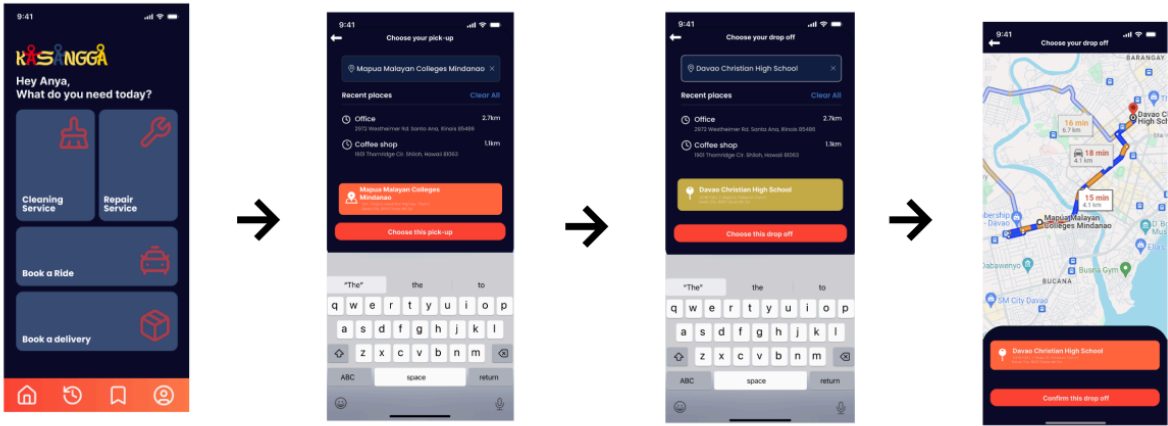 9:41
KASANGGA
Hey Anya,
What do you need today?
Cleaning
Service
Repair
Service
Book a Ride
Book a delivery
9:41
Choose your pick-up
Mapua Malayan Colleges Mindanao ×
Recent places Clear All
Office 2.7km
2972 Westheimer Rd. Santa Ana, Illinois 85486
Coffee shop 1.1km
1901 Thornridge Cir. Shiloh, Hawaii 81063
Mapua Malayan Colleges
Mindanao
Choose this pick-up
"The" the to
q w e r t y u i o p
a s d f g h j k l
z x c v b n m
ABC space return
9:41
Choose your drop off
Davao Christian High School ×
Recent places Clear All
Office 2.7km
2972 Westheimer Rd. Santa Ana, Illinois 85486
Coffee shop 1.1km
1901 Thornridge Cir. Shiloh, Hawaii 81063
Davao Christian High School
Choose this drop off
"The" the to
q w e r t y u i o p
a s d f g h j k l
z x c v b n m
ABC space return
9:41
Choose your drop off
BARANGAY
16 min
6.7 km
Davao C
High Sch
18 min
4.1 km
15 min
4.1 km
bership
- Davao
Mapúa Malayan
Colleges Mindanao
D. B
Mus
Dabawenyo
Busna Gym
BUCANA
SM City Davao
Davao Christian High School
Confirm this drop off